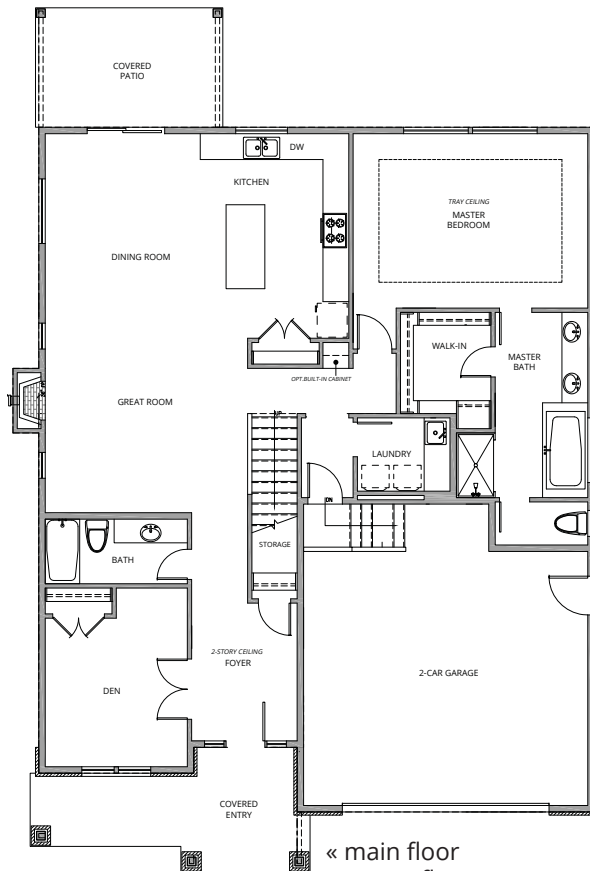 COVERED
PATIO
DW
KITCHEN
TRAY CEILING
MASTER
BEDROOM
DINING ROOM
WALK-IN
MASTER
BATH
OPT.BUILT-IN CABINET
GREAT ROOM
UP
LAUNDRY
DN
STORAGE
BATH
2-STORY CEILING
FOYER
2-CAR GARAGE
DEN
COVERED
ENTRY
« main floor